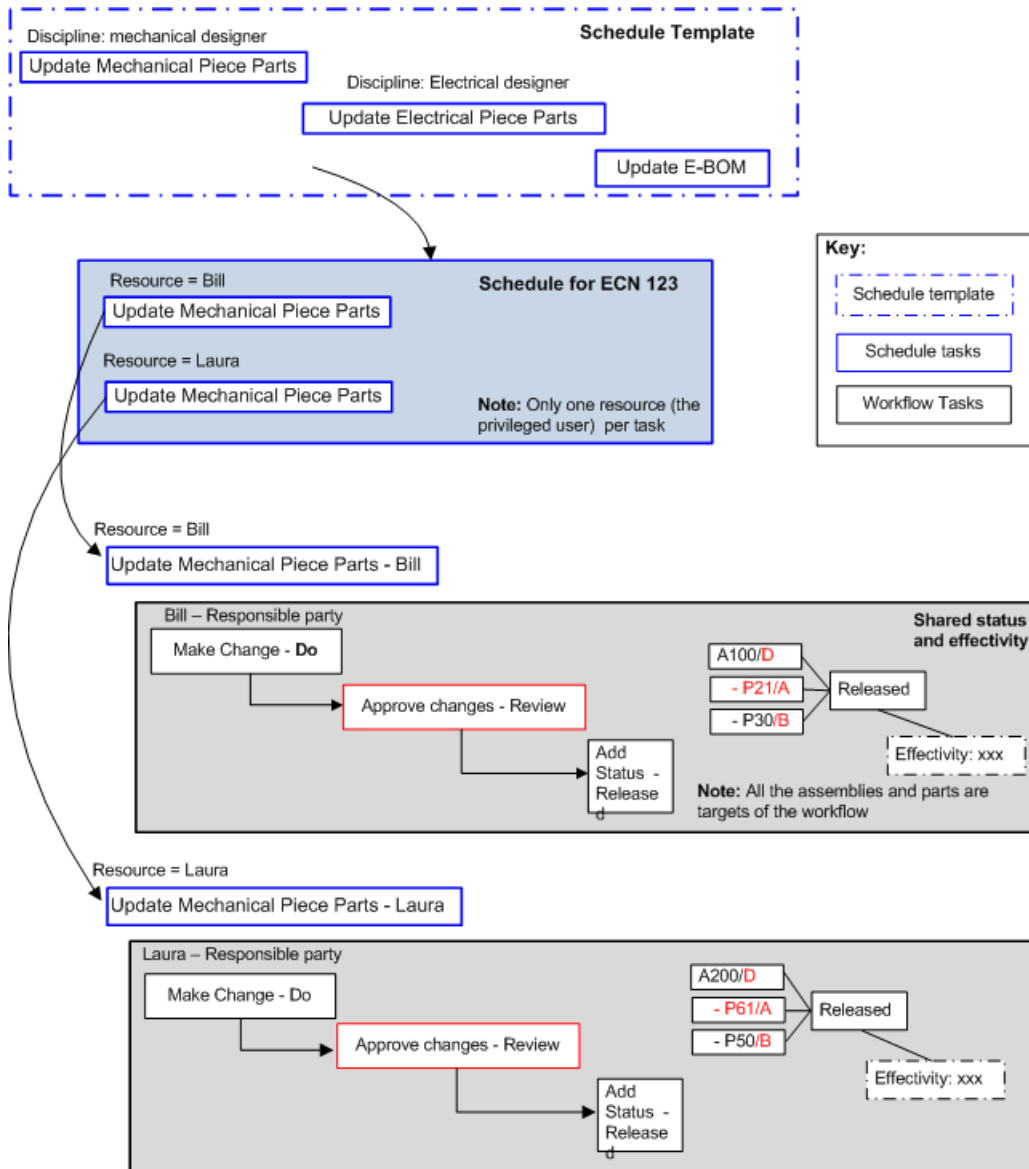 Schedule Template
Discipline: mechanical designer
Update Mechanical Piece Parts
Discipline: Electrical designer
Update Electrical Piece Parts
Update E-BOM
Resource = Bill
Schedule for ECN 123
Update Mechanical Piece Parts
Resource = Laura
Update Mechanical Piece Parts
Note: Only one resource (the
privileged user) per task
Key:
Schedule template
Schedule tasks
Workflow Tasks
Resource = Bill
Update Mechanical Piece Parts - Bill
Bill – Responsible party
Shared status
and effectivity
Make Change - Do
Approve changes - Review
Add
Status -
Release
d
A100/D
- P21/A
- P30/B
Released
Effectivity: xxx
Note: All the assemblies and parts are
targets of the workflow
Resource = Laura
Update Mechanical Piece Parts - Laura
Laura – Responsible party
Make Change - Do
Approve changes - Review
Add
Status -
Release
d
A200/D
- P61/A
- P50/B
Released
Effectivity: xxx